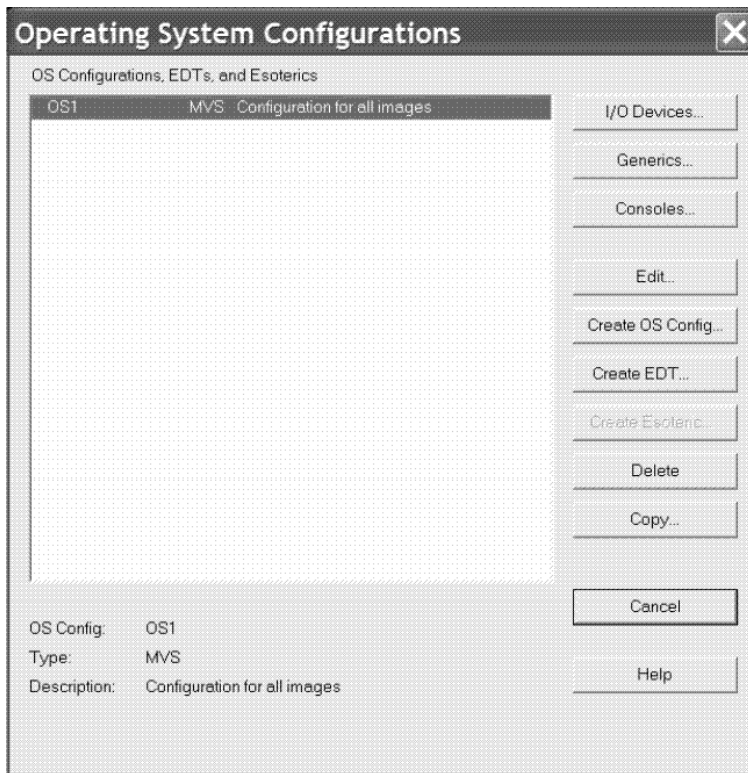 Operating System Configurations
OS Configurations, EDTs, and Esoterics
OS1 MVS Configuration for all images
I/O Devices...
Generics...
Consoles...
Edit...
Create OS Config...
Create EDT...
Create Esoteric...
Delete
Copy...
Cancel
Help
OS Config: OS1
Type: MVS
Description: Configuration for all images